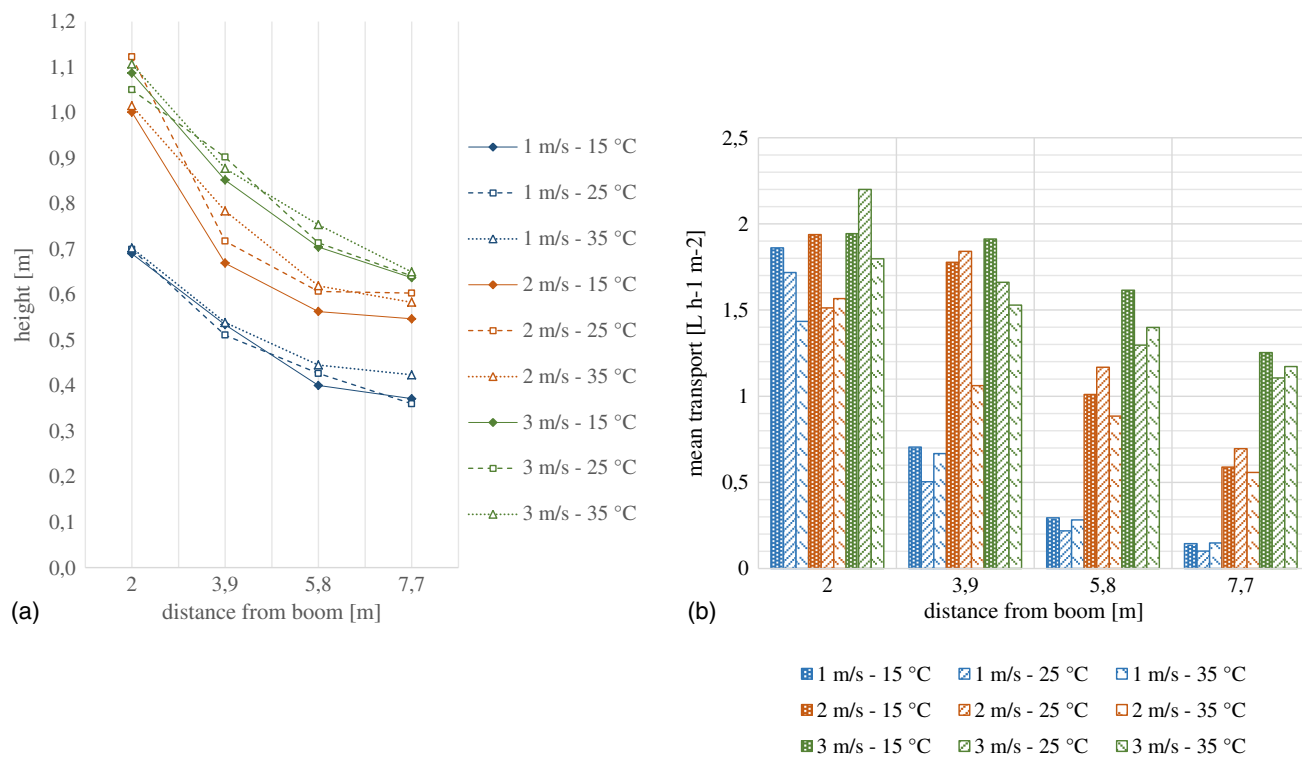 1,2
1,1
1,0
0,9
0,8
0,7
0,6
0,5
0,4
0,3
0,2
0,1
0,0
height [m]
2 3,9 5,8 7,7
distance from boom [m]
(a)
1 m/s - 15 °C
1 m/s - 25 °C
1 m/s - 35 °C
2 m/s - 15 °C
2 m/s - 25 °C
2 m/s - 35 °C
3 m/s - 15 °C
3 m/s - 25 °C
3 m/s - 35 °C
2,5
2
1,5
1
0,5
0
mean transport [L h-1 m-2]
2 3,9 5,8 7,7
distance from boom [m]
(b)
1 m/s - 15 °C 1 m/s - 25 °C 1 m/s - 35 °C
2 m/s - 15 °C 2 m/s - 25 °C 2 m/s - 35 °C
3 m/s - 15 °C 3 m/s - 25 °C 3 m/s - 35 °C